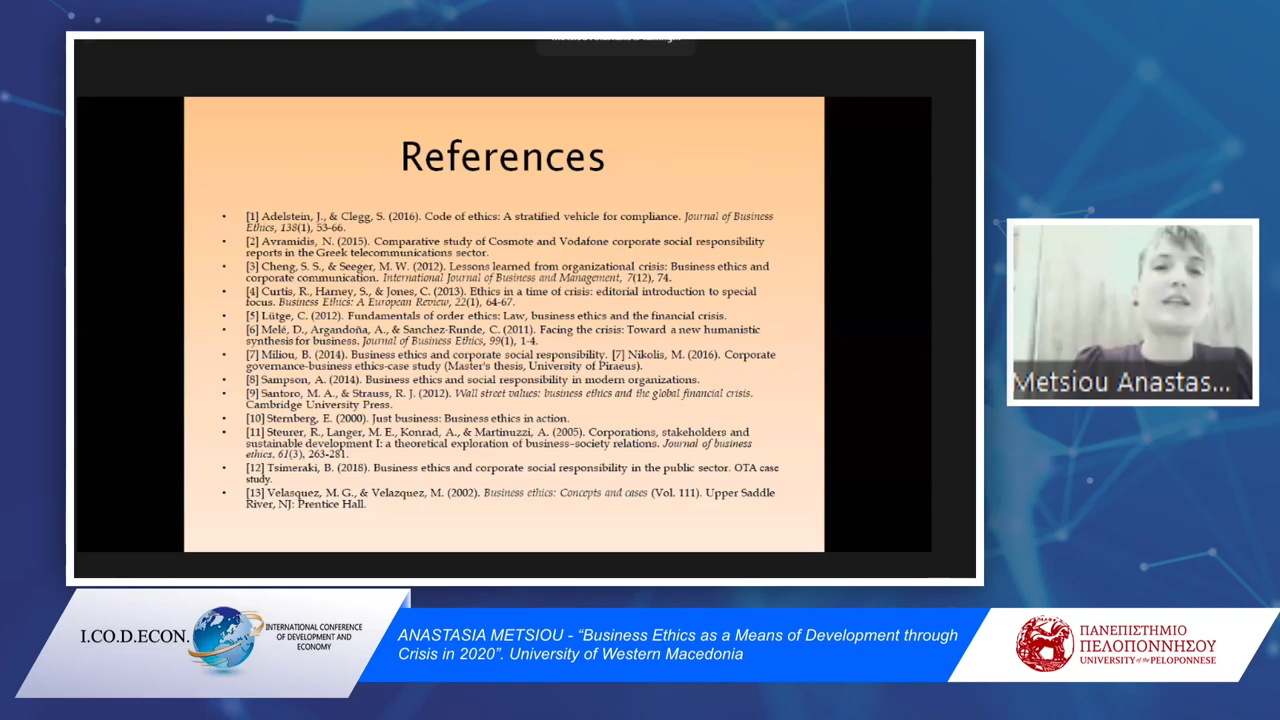 References
• [1] Adelstein, J., & Clegg, S. (2016). Code of ethics: A stratified vehicle for compliance. Journal of Business
Ethics, 138(1), 53-66.
• [2] Avramidis, N. (2015). Comparative study of Cosmote and Vodafone corporate social responsibility
reports in the Greek telecommunications sector.
• [3] Cheng, S. S., & Seeger, M. W. (2012). Lessons learned from organizational crisis: Business ethics and
corporate communication. International Journal of Business and Management, 7(12), 74.
• [4] Curtis, R., Harney, S., & Jones, C. (2013). Ethics in a time of crisis: editorial introduction to special
focus. Business Ethics: A European Review, 22(1), 64-67.
• [5] Lütge, C. (2012). Fundamentals of order ethics: Law, business ethics and the financial crisis.
• [6] Melé, D., Argandoña, A., & Sanchez-Runde, C. (2011). Facing the crisis: Toward a new humanistic
synthesis for business. Journal of Business Ethics, 99(1), 1-4.
• [7] Miliou, B. (2014). Business ethics and corporate social responsibility. [7] Nikolis, M. (2016). Corporate
governance-business ethics-case study (Master's thesis, University of Piraeus).
• [8] Sampson, A. (2014). Business ethics and social responsibility in modern organizations.
• [9] Santoro, M. A., & Strauss, R. J. (2012). Wall street values: business ethics and the global financial crisis.
Cambridge University Press.
• [10] Sternberg, E. (2000). Just business: Business ethics in action.
• [11] Steurer, R., Langer, M. E., Konrad, A., & Martinuzzi, A. (2005). Corporations, stakeholders and
sustainable development I: a theoretical exploration of business–society relations. Journal of business
ethics, 61(3), 263-281.
• [12] Tsimeraki, B. (2018). Business ethics and corporate social responsibility in the public sector. OTA case
study.
• [13] Velasquez, M. G., & Velazquez, M. (2002). Business ethics: Concepts and cases (Vol. 111). Upper Saddle
River, NJ: Prentice Hall.
Metsiou Anastas...
I.CO.D.ECON.
INTERNATIONAL CONFERENCE
OF DEVELOPMENT AND
ECONOMY
ANASTASIA METSIOU - “Business Ethics as a Means of Development through
Crisis in 2020”. University of Western Macedonia
ΠΑΝΕΠΙΣΤΗΜΙΟ
ΠΕΛΟΠΟΝΝΗΣΟΥ
UNIVERSITY of the PELOPONNESE